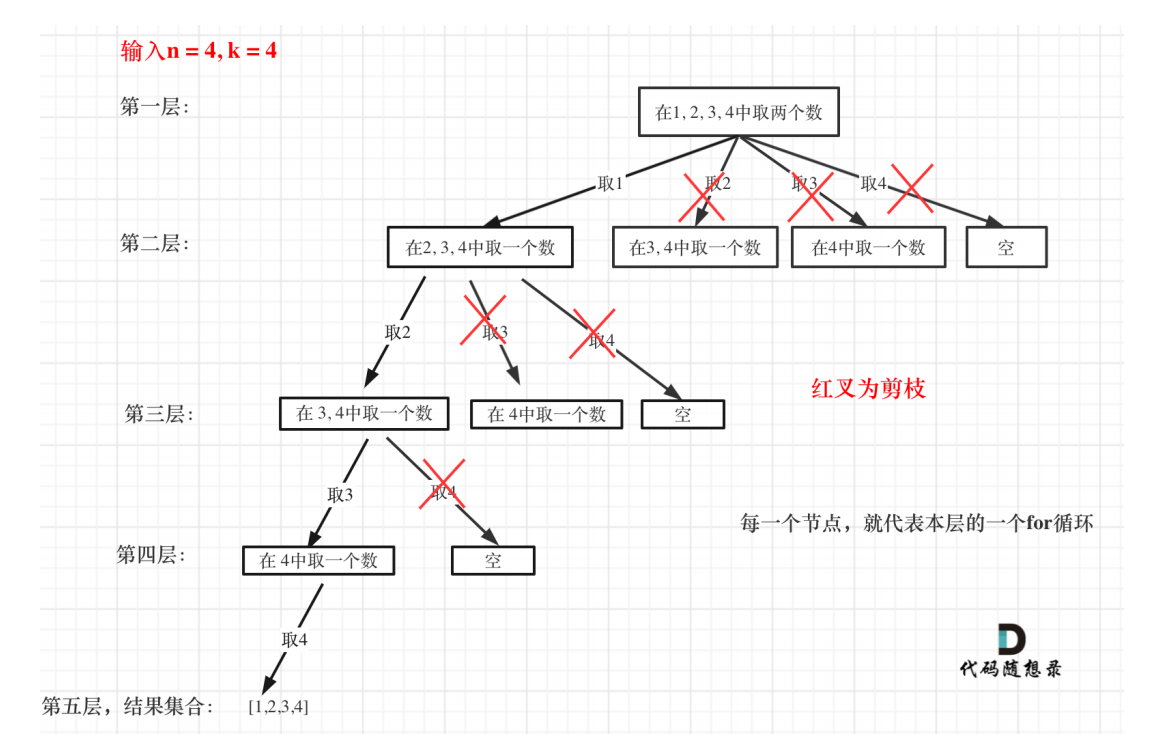 输入n = 4, k = 4
第一层：
在1, 2, 3, 4中取两个数
取1
取2
取3
取4
第二层：
在2, 3, 4中取一个数
在3, 4中取一个数
在4中取一个数
空
取2
取3
取4
红叉为剪枝
第三层：
在 3, 4中取一个数
在 4中取一个数
空
取3
取4
每一个节点，就代表本层的一个for循环
第四层：
在 4中取一个数
空
取4
代码随想录
第五层，结果集合：
[1,2,3,4]